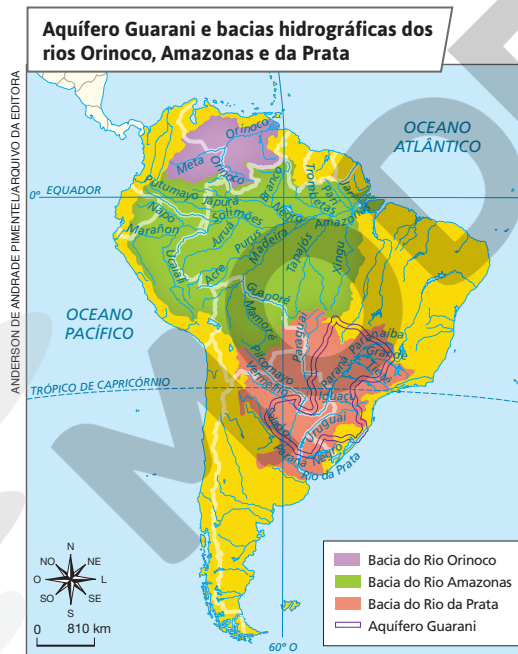 Aquífero Guarani e bacias hidrográficas dos
rios Orinoco, Amazonas e da Prata
ANDERSON DE ANDRADE PIMENTEL/ARQUIVO DA EDITORA
OCEANO
ATLÂNTICO
Orinoco
Meta
Orinoco
Branco
Trombetas
Pari
0° EQUADOR
Putumayo
Japurá
Negro
Amazonas
Napo
Solimões
Marañon
Juruá
Purus
Madeira
Tapajós
Xingu
Ucaiali
Acre
Guaporé
Mamoré
OCEANO
PACÍFICO
Paraguai
Paranaíba
Grande
Paraná
Tietê
Pilcomayo
Vermelho
TRÓPICO DE CAPRICÓRNIO
Iguaçu
Salado
Uruguai
Paraná
Negro
Rio da Prata
N
NO
NE
O
L
SO
SE
S
0
810 km
60° O
Bacia do Rio Orinoco
Bacia do Rio Amazonas
Bacia do Rio da Prata
Aquífero Guarani